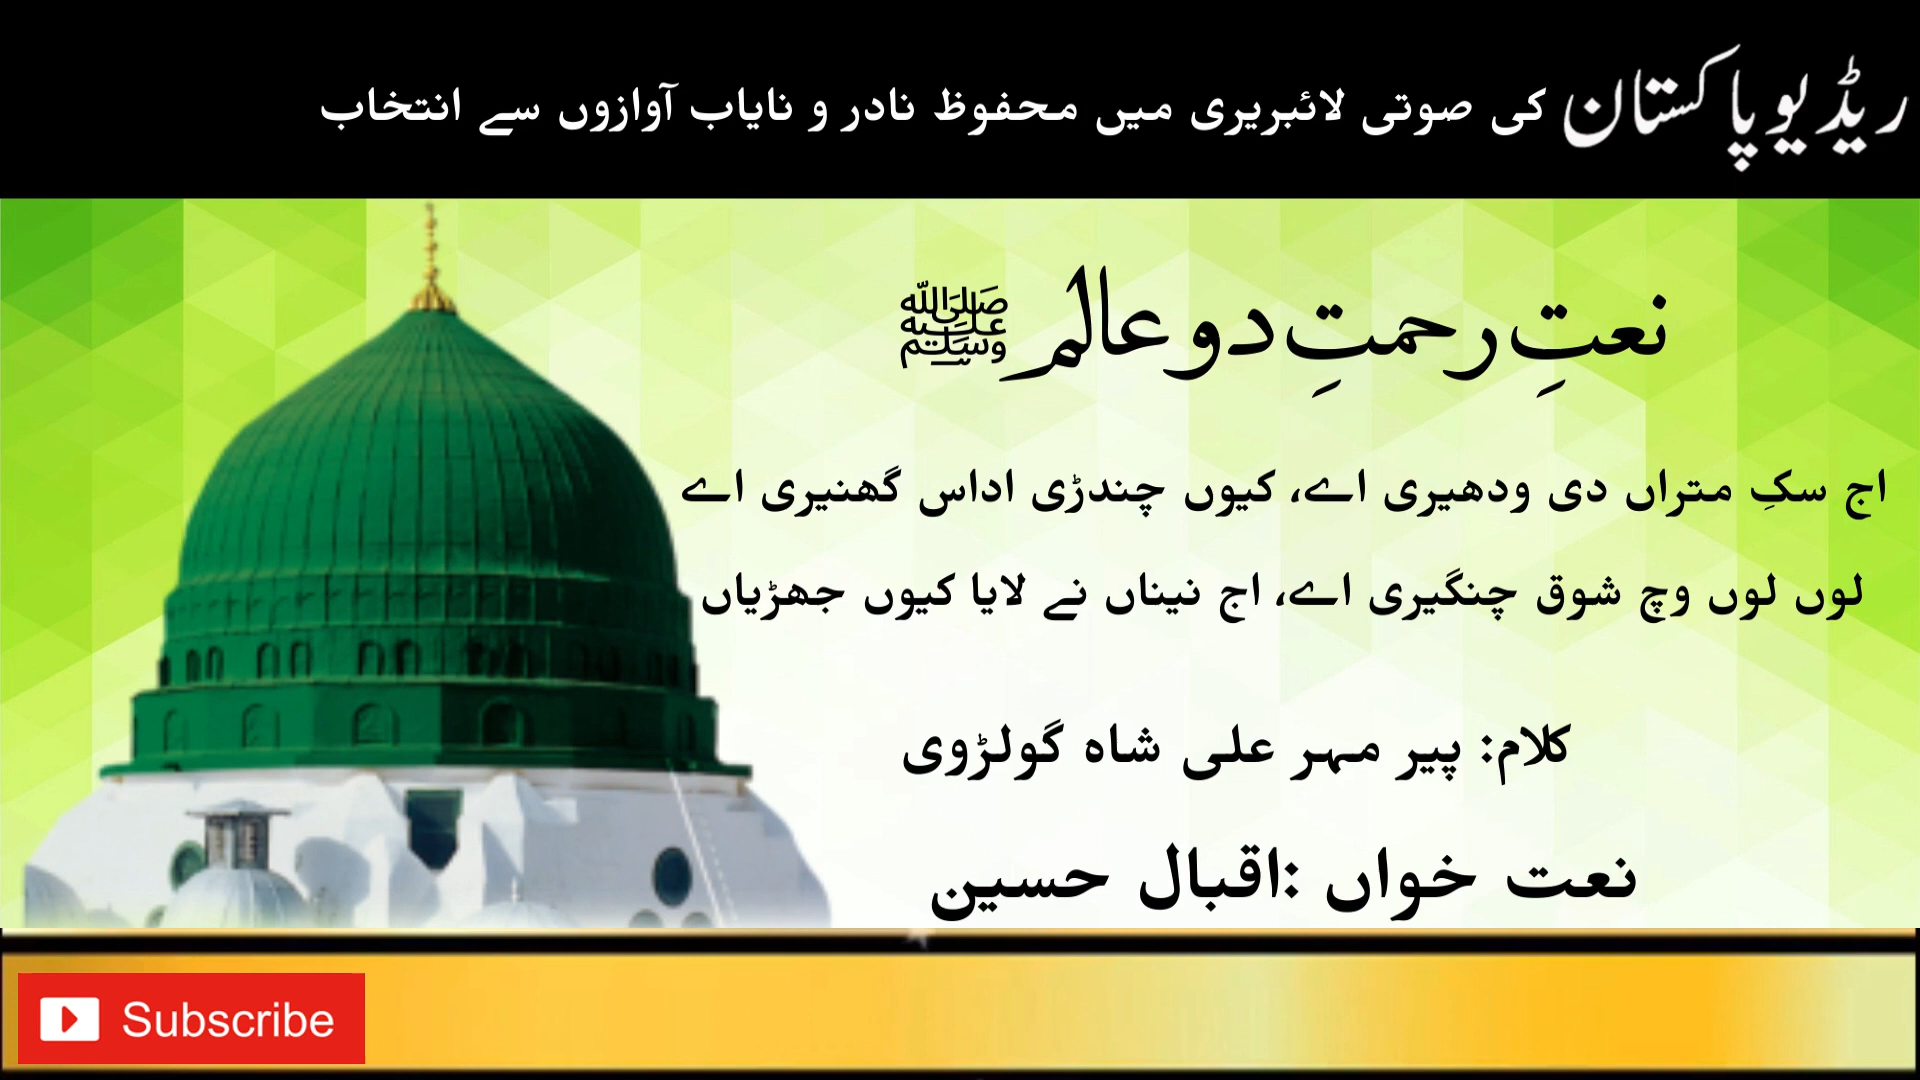 ریڈیو پاکستان کی صوتی لائبریری میں محفوظ نادر و نایاب آوازوں سے انتخاب
نعتِ رحمتِ دو عالم ﷺ
اج سکِ متراں دی ودھیری اے، کیوں چندڑی اداس گھنیری اے
لوں لوں وچ شوق چنگیری اے، اج نیناں نے لایا کیوں جھڑیاں
کلام: پیر مہر علی شاہ گولڑوی
نعت خواں :اقبال حسین
Subscribe